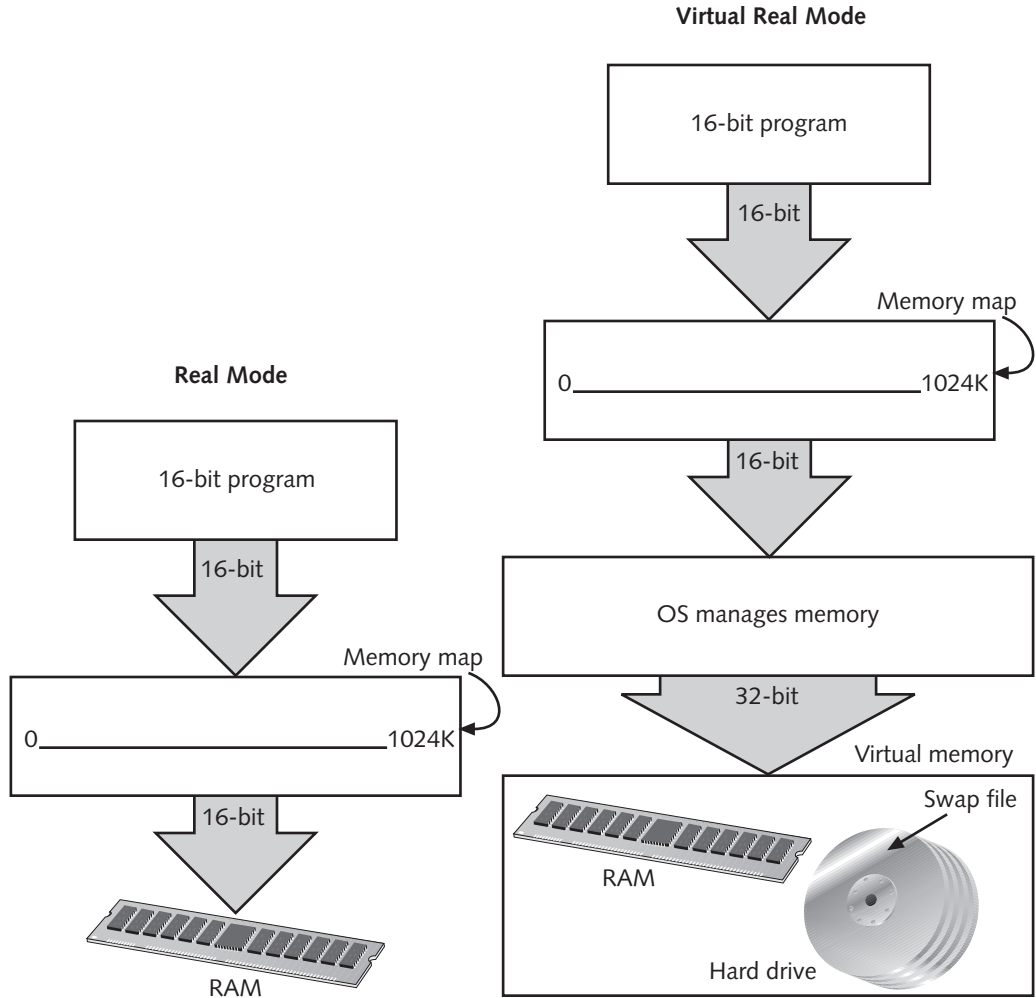 Virtual Real Mode
16-bit program
16-bit
Memory map
0 1024K
16-bit
OS manages memory
32-bit
Virtual memory
Swap file
RAM
Hard drive
Real Mode
16-bit program
16-bit
Memory map
0 1024K
16-bit
RAM